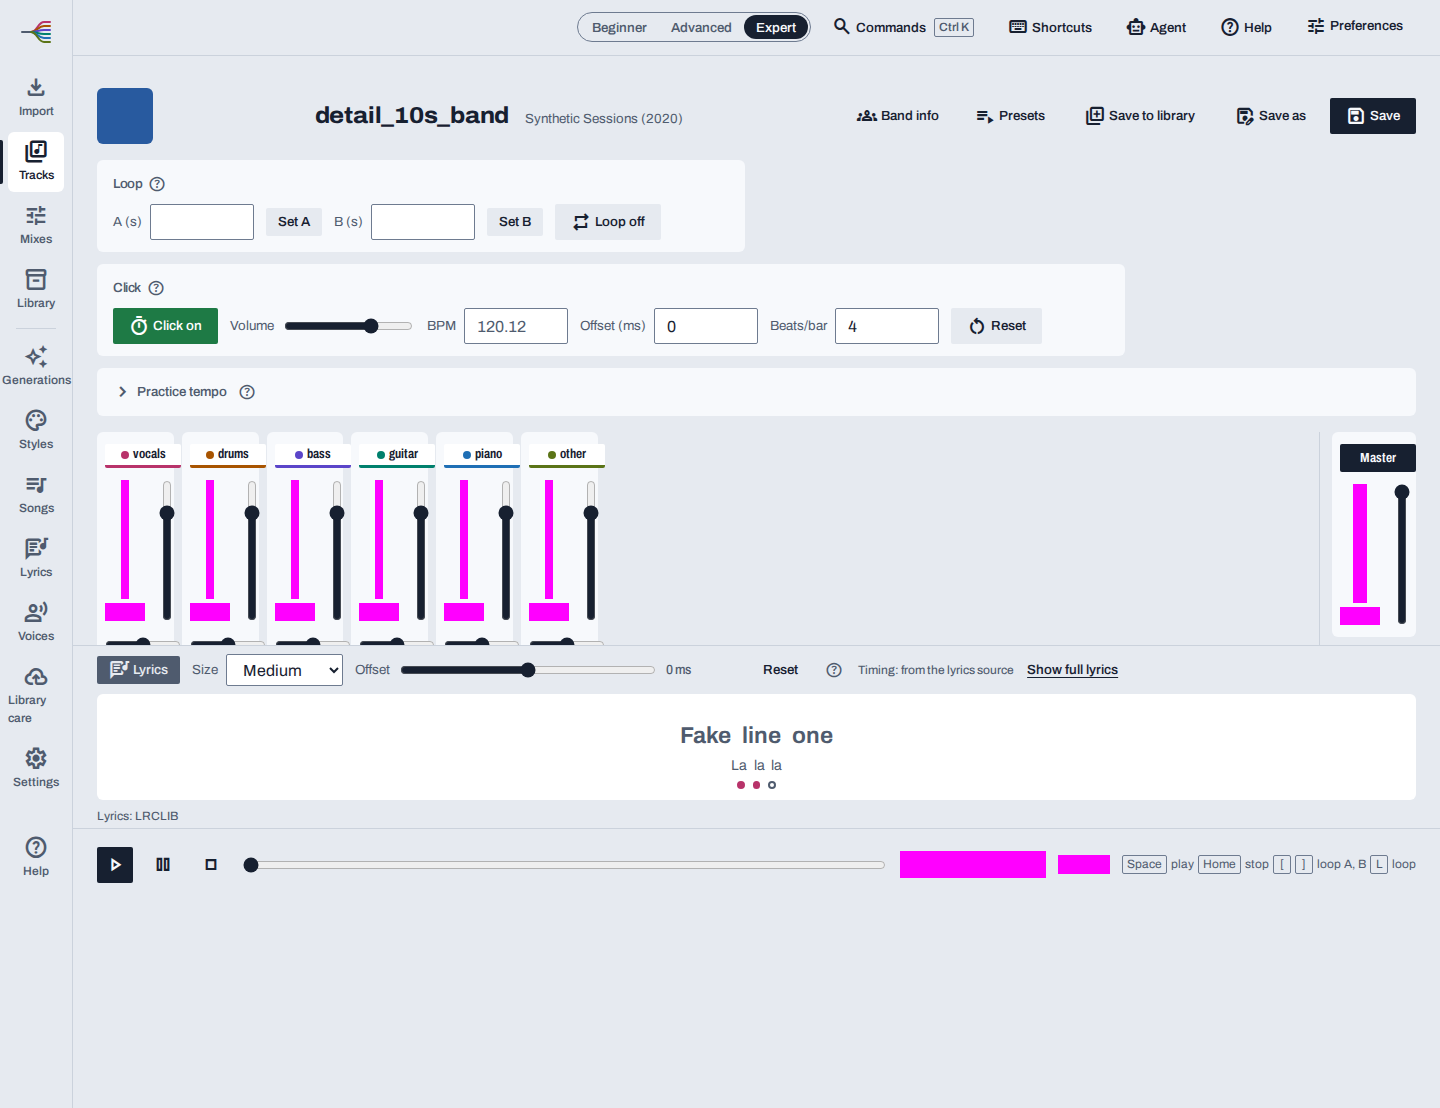 Beginner Advanced Expert Commands Ctrl K Shortcuts Agent Help Preferences
Import
Tracks
Mixes
Library
Generations
Styles
Songs
Lyrics
Voices
Library care
Settings
Help
detail_10s_band Synthetic Sessions (2020) Band info Presets Save to library Save as Save
Loop
A (s) Set A B (s) Set B Loop off
Click
Click on Volume BPM 120.12 Offset (ms) 0 Beats/bar 4 Reset
Practice tempo
vocals drums bass guitar piano other Master
Lyrics Size Medium Offset 0 ms Reset Timing: from the lyrics source Show full lyrics
Fake line one
La la la
Lyrics: LRCLIB
Space play Home stop [ ] loop A, B L loop